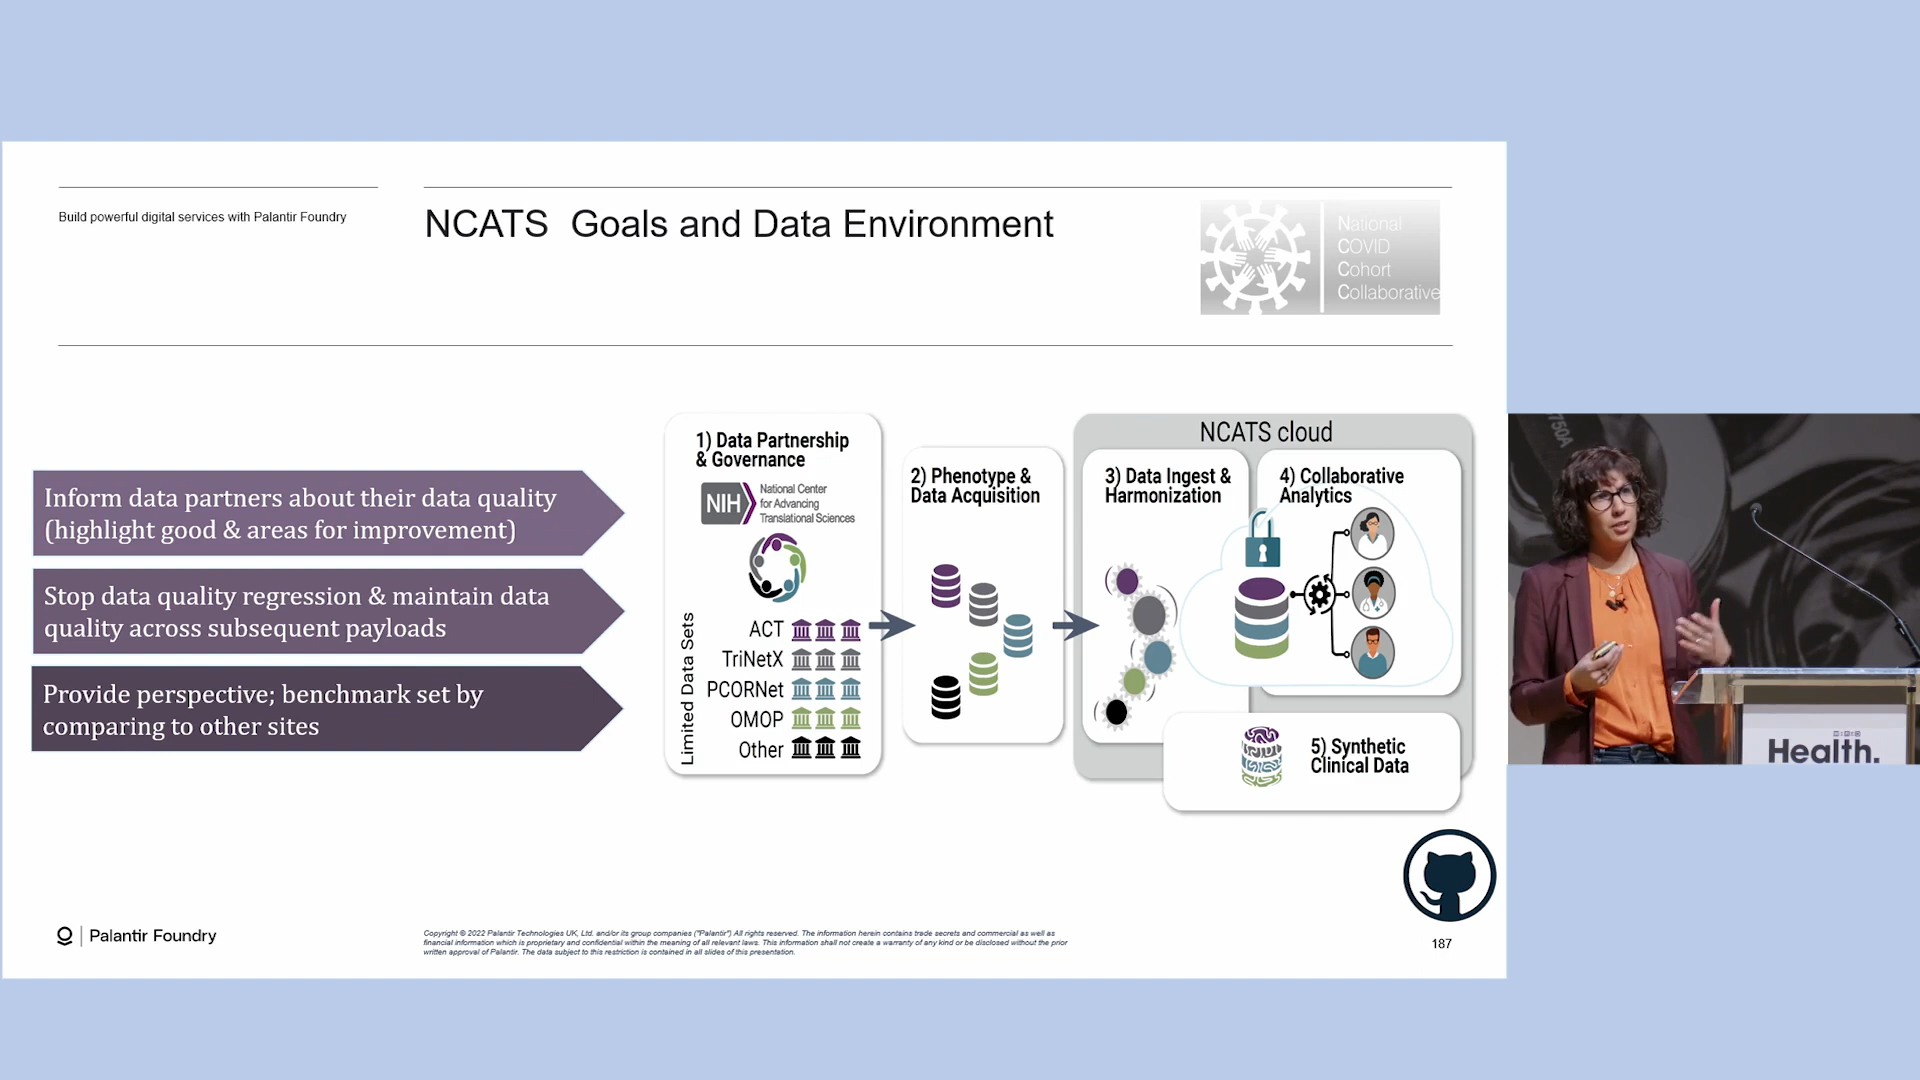 Build powerful digital services with Palantir Foundry
NCATS Goals and Data Environment
National
COVID
Cohort
Collaborative
Inform data partners about their data quality
(highlight good & areas for improvement)
Stop data quality regression & maintain data
quality across subsequent payloads
Provide perspective; benchmark set by
comparing to other sites
1) Data Partnership
& Governance
NIH
National Center
for Advancing
Translational Sciences
Limited Data Sets
ACT
TriNetX
PCORNet
OMOP
Other
2) Phenotype &
Data Acquisition
NCATS cloud
3) Data Ingest &
Harmonization
4) Collaborative
Analytics
5) Synthetic
Clinical Data
Palantir Foundry
Copyright © 2022 Palantir Technologies UK, Ltd. and/or its group companies ("Palantir") All rights reserved. The information herein contains trade secrets and commercial as well as
financial information which is proprietary and confidential within the meaning of all relevant laws. This information shall not create a warranty of any kind or be disclosed without the prior
written approval of Palantir. The data subject to this restriction is contained in all slides of this presentation.
187
750A
Health.